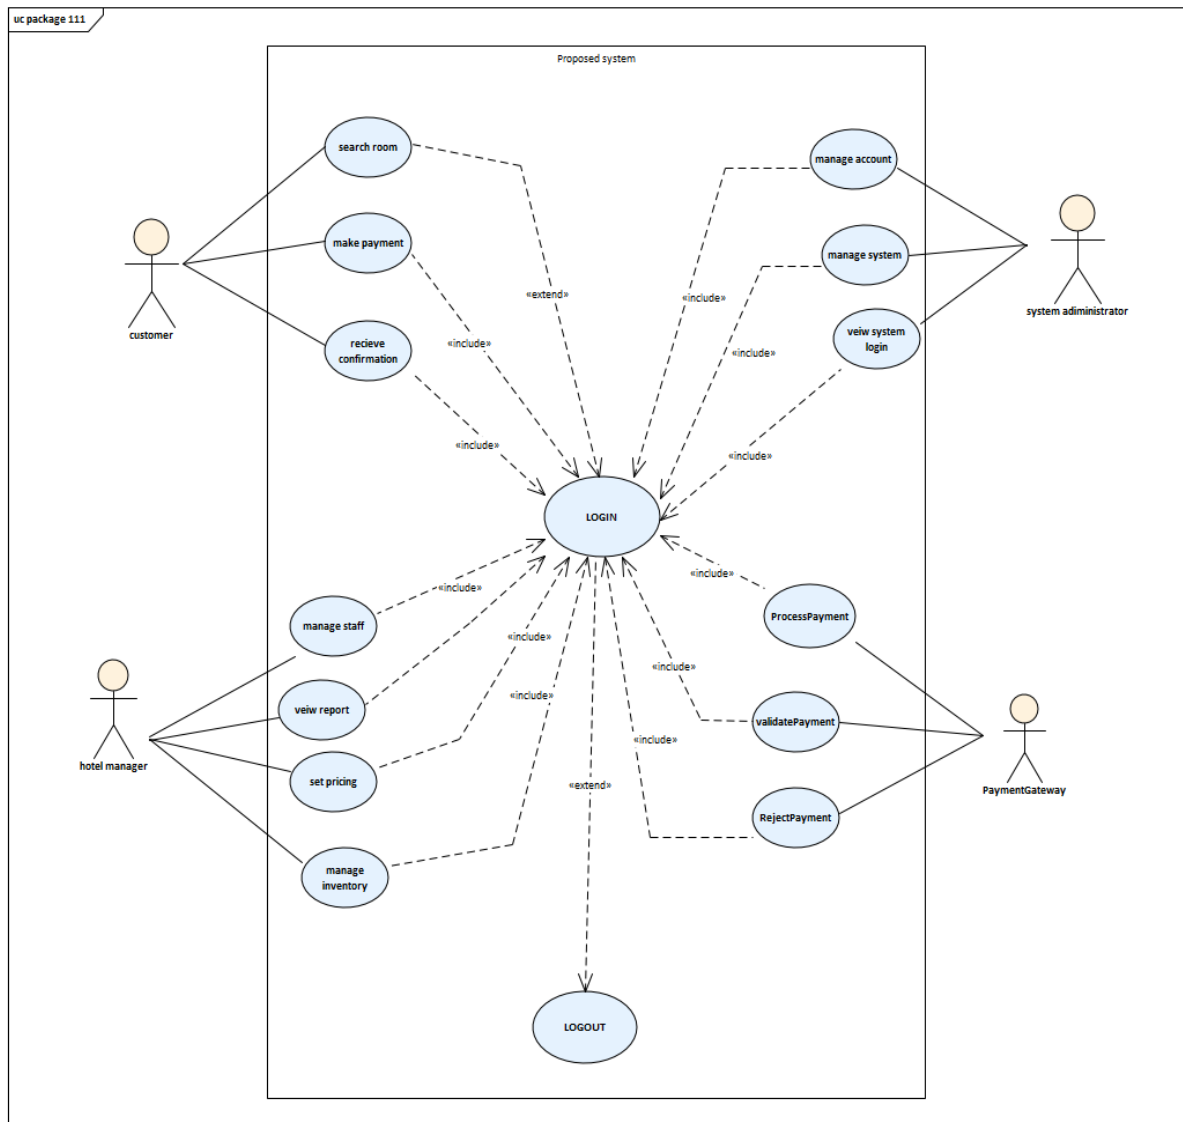 uc package 111
Proposed system
search room
manage account
make payment
manage system
customer
system adiministrator
recieve
confirmation
veiw system
login
«extend»
«include»
«include»
«include»
«include»
«include»
LOGIN
«include»
«include»
manage staff
ProcessPayment
«include»
«include»
«include»
veiw report
validatePayment
«include»
hotel manager
set pricing
«extend»
PaymentGateway
RejectPayment
manage
inventory
LOGOUT